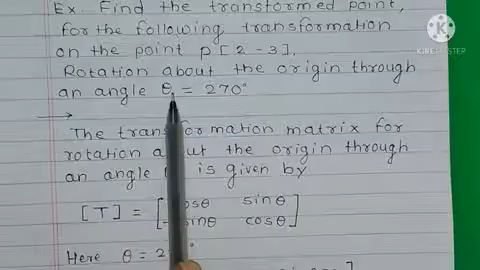 Ex. Find the transformed point,
for the following transformation
on the point P [2 -3].
Rotation about the origin through
an angle θ = 270°
→
The transformation matrix for
rotation about the origin through
an angle is given by
[T] = [cosθ sinθ
-sinθ cosθ]
Here θ = 2
KINEMASTER